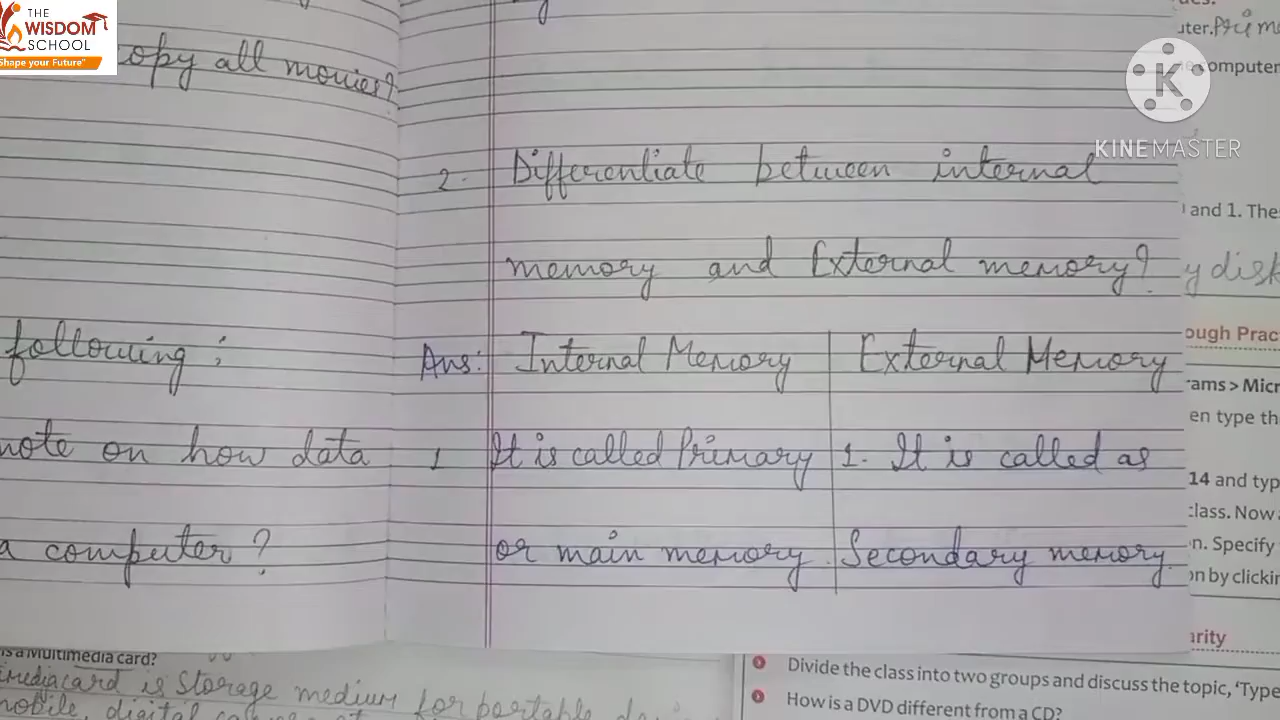 THE
WISDOM
SCHOOL
Shape your Future"
copy all movies?
following :
note on how data
a computer ?
2. Differentiate between internal
memory and External memory?
Ans: Internal Memory External Memory
1 It is called Primary 1. It is called as
or main memory. Secondary memory.
KINEMASTER
computer
and 1. The
y disk
ough Prac
rams > Micr
en type th
14 and typ
class. Now
n. Specify
on by clickin
arity
is a Multimedia card?
imediacard is storage medium for portable
mobile, digital
Divide the class into two groups and discuss the topic, 'Type
How is a DVD different from a CD?